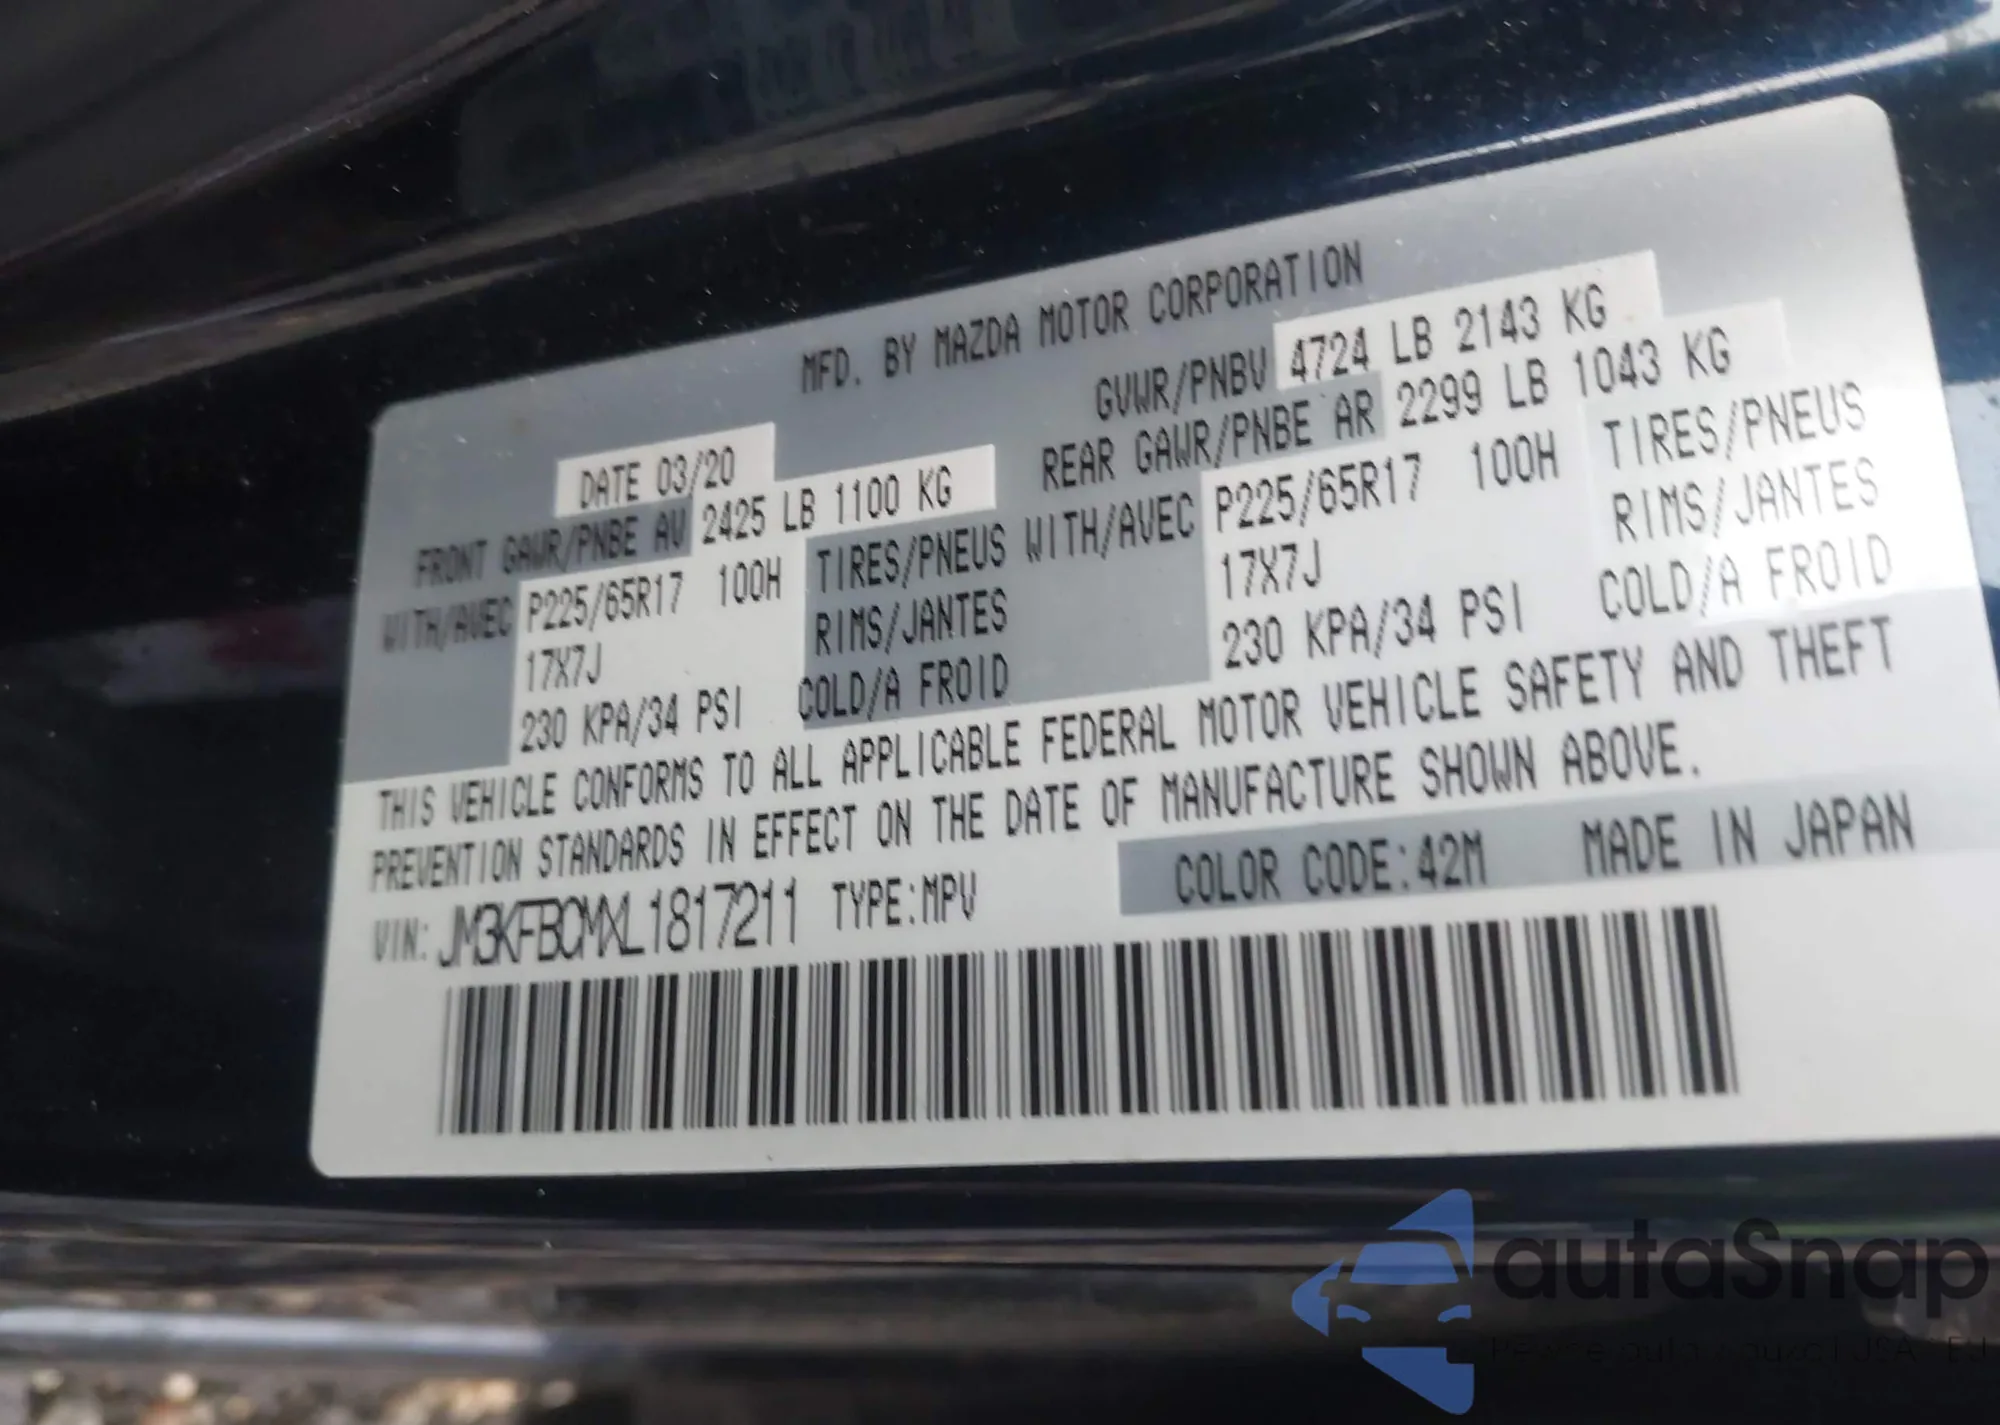 MFD. BY MAZDA MOTOR CORPORATION
DATE 03/20 GVWR/PNBV 4724 LB 2143 KG
FRONT GAWR/PNBE AV 2425 LB 1100 KG REAR GAWR/PNBE AR 2299 LB 1043 KG
WITH/AVEC P225/65R17 100H TIRES/PNEUS WITH/AVEC P225/65R17 100H TIRES/PNEUS
17X7J RIMS/JANTES 17X7J RIMS/JANTES
230 KPA/34 PSI COLD/A FROID 230 KPA/34 PSI COLD/A FROID
THIS VEHICLE CONFORMS TO ALL APPLICABLE FEDERAL MOTOR VEHICLE SAFETY AND THEFT
PREVENTION STANDARDS IN EFFECT ON THE DATE OF MANUFACTURE SHOWN ABOVE.
VIN: JM3KFBCMXL1817211 TYPE:MPV COLOR CODE:42M MADE IN JAPAN
autaSnap